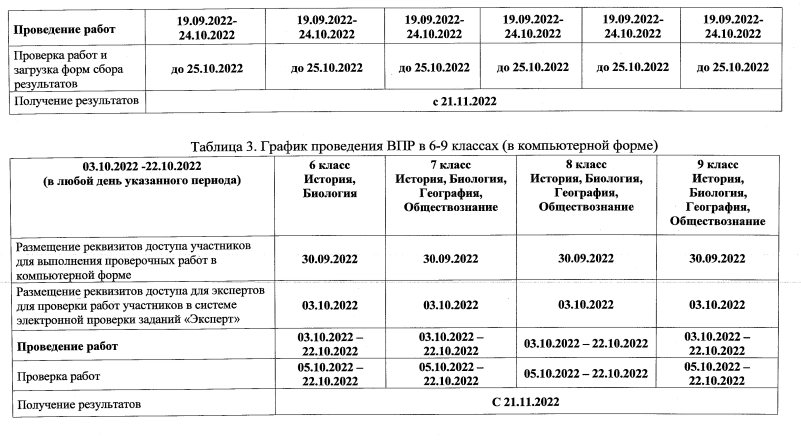 Проведение работ
19.09.2022-
24.10.2022
19.09.2022-
24.10.2022
19.09.2022-
24.10.2022
19.09.2022-
24.10.2022
19.09.2022-
24.10.2022
19.09.2022-
24.10.2022
Проверка работ и
загрузка форм сбора
результатов
до 25.10.2022
до 25.10.2022
до 25.10.2022
до 25.10.2022
до 25.10.2022
до 25.10.2022
Получение результатов
с 21.11.2022
Таблица 3. График проведения ВПР в 6-9 классах (в компьютерной форме)
03.10.2022 -22.10.2022
(в любой день указанного периода)
6 класс
История,
Биология
7 класс
История, Биология,
География,
Обществознание
8 класс
История, Биология,
География,
Обществознание
9 класс
История,
Биология,
География,
Обществознание
Размещение реквизитов доступа участников
для выполнения проверочных работ в
компьютерной форме
30.09.2022
30.09.2022
30.09.2022
30.09.2022
Размещение реквизитов доступа для экспертов
для проверки работ участников в системе
электронной проверки заданий «Эксперт»
03.10.2022
03.10.2022
03.10.2022
03.10.2022
Проведение работ
03.10.2022 –
22.10.2022
03.10.2022 –
22.10.2022
03.10.2022 – 22.10.2022
03.10.2022 –
22.10.2022
Проверка работ
05.10.2022 –
22.10.2022
05.10.2022 –
22.10.2022
05.10.2022 – 22.10.2022
05.10.2022 –
22.10.2022
Получение результатов
С 21.11.2022